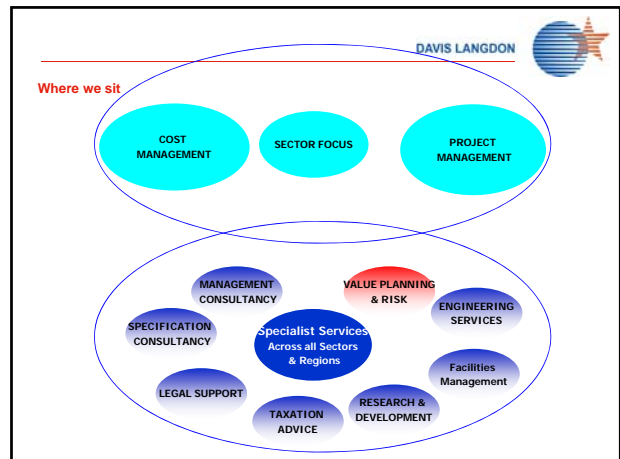 DAVIS LANGDON
Where we sit
COST
MANAGEMENT
SECTOR FOCUS
PROJECT
MANAGEMENT
MANAGEMENT
CONSULTANCY
VALUE PLANNING
& RISK
ENGINEERING
SERVICES
SPECIFICATION
CONSULTANCY
Specialist Services
Across all Sectors
& Regions
Facilities
Management
LEGAL SUPPORT
RESEARCH &
DEVELOPMENT
TAXATION
ADVICE